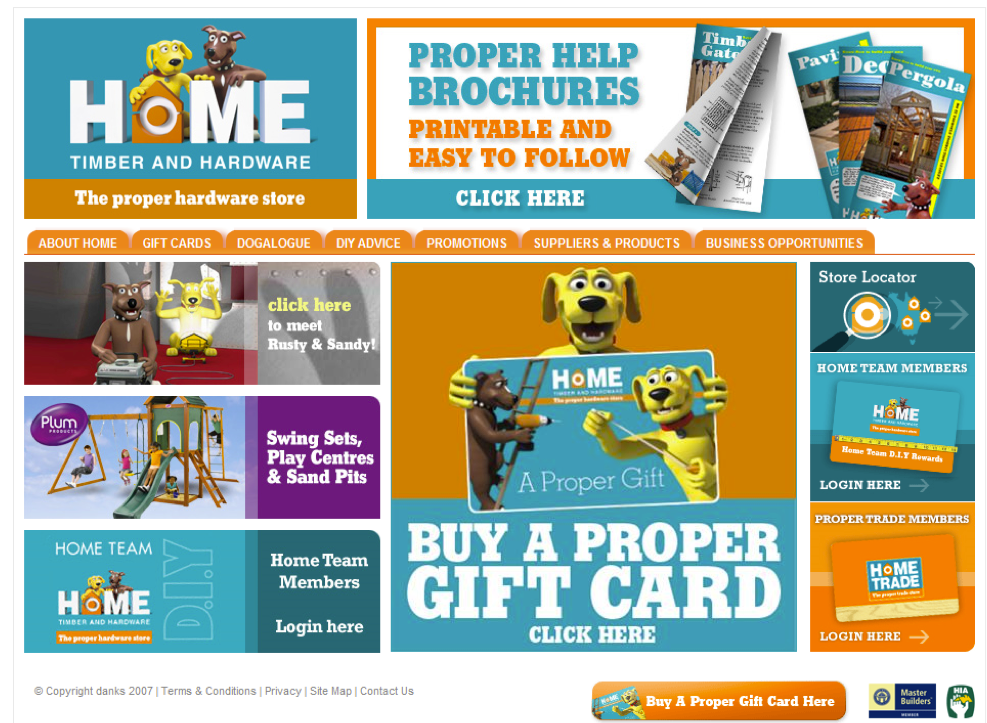 HOME
TIMBER AND HARDWARE
The proper hardware store
PROPER HELP
BROCHURES
PRINTABLE AND
EASY TO FOLLOW
CLICK HERE
Pergola
ABOUT HOME
GIFT CARDS
DOGALOGUE
DIY ADVICE
PROMOTIONS
SUPPLIERS & PRODUCTS
BUSINESS OPPORTUNITIES
click here
to meet
Rusty & Sandy!
Plum
PRODUCTS
Swing Sets,
Play Centres
& Sand Pits
HOME TEAM
D.I.Y
HOME
TIMBER AND HARDWARE
The proper hardware store
Home Team
Members
Login here
HOME
TIMBER AND HARDWARE
The proper hardware store
A Proper Gift
BUY A PROPER
GIFT CARD
CLICK HERE
Store Locator
HOME TEAM MEMBERS
HOME
TIMBER AND HARDWARE
The proper hardware store
Home Team D.I.Y Rewards
LOGIN HERE
PROPER TRADE MEMBERS
HOME
TRADE
The proper trade store
LOGIN HERE
© Copyright danks 2007 | Terms & Conditions | Privacy | Site Map | Contact Us
Buy A Proper Gift Card Here
Master
Builders
MEMBER
HIA